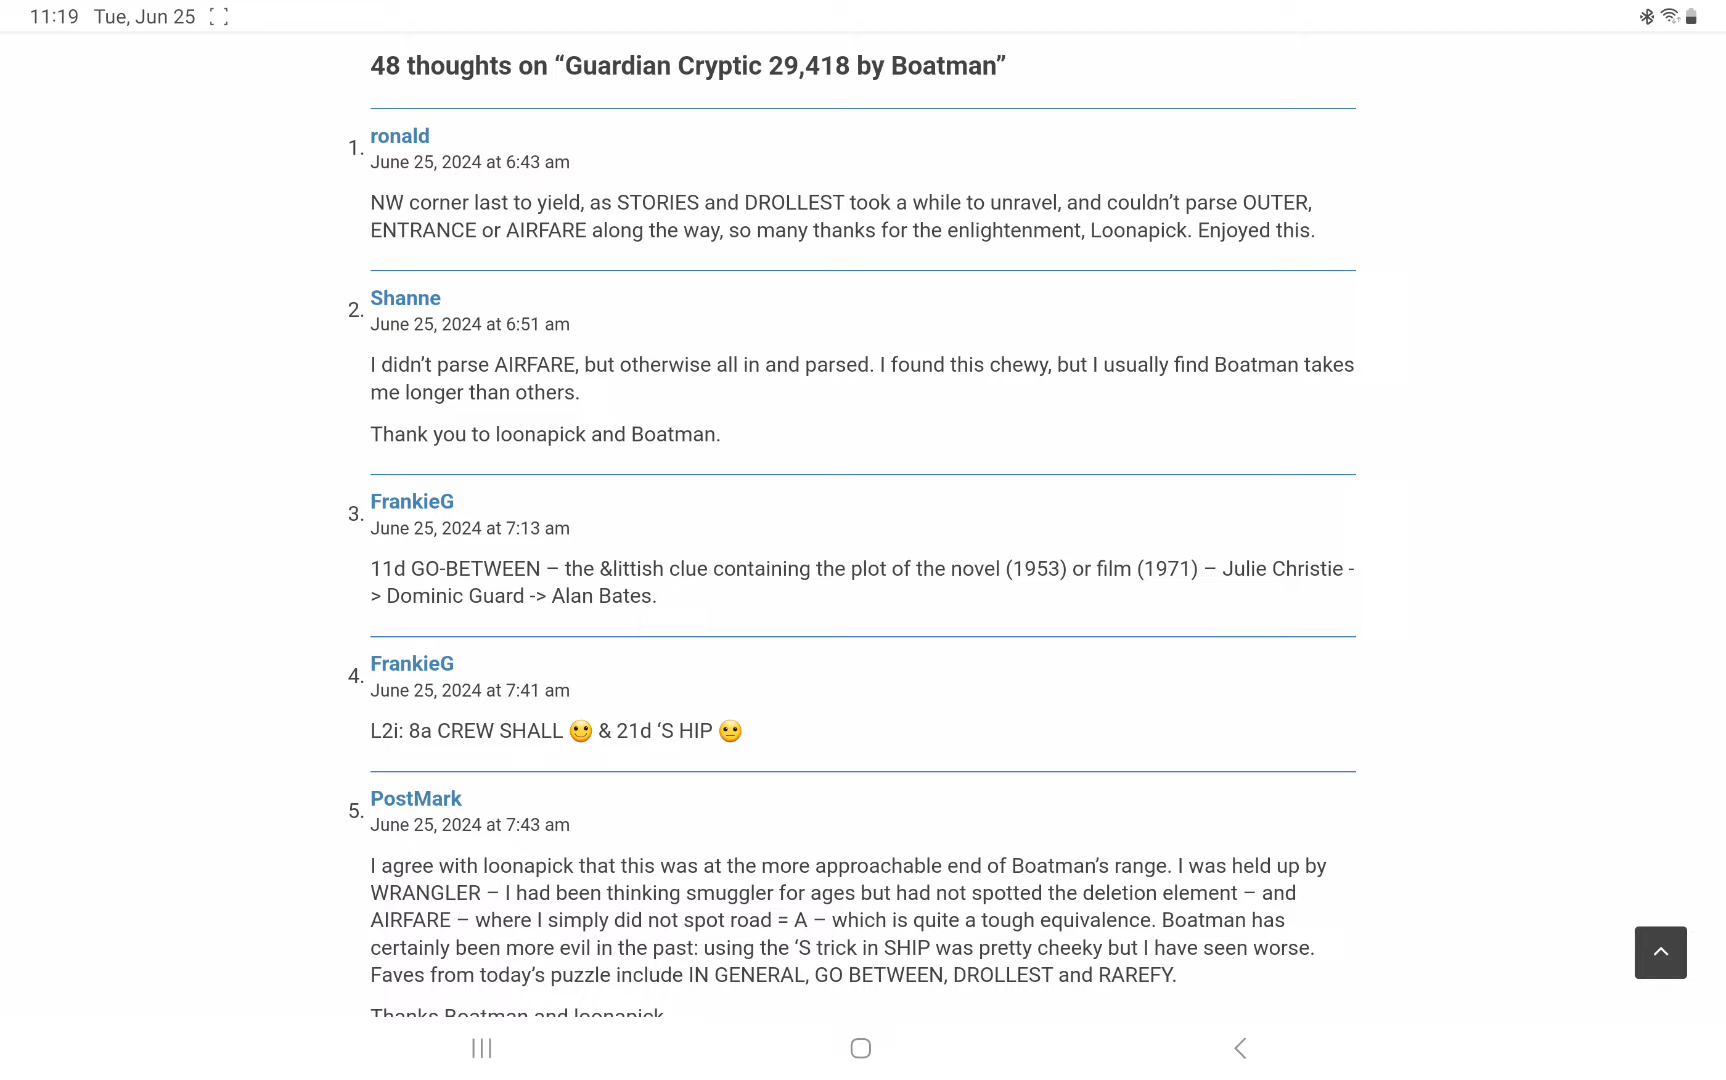 11:19 Tue, Jun 25
48 thoughts on “Guardian Cryptic 29,418 by Boatman”
1. ronald
June 25, 2024 at 6:43 am
NW corner last to yield, as STORIES and DROLLEST took a while to unravel, and couldn’t parse OUTER,
ENTRANCE or AIRFARE along the way, so many thanks for the enlightenment, Loonapick. Enjoyed this.
2. Shanne
June 25, 2024 at 6:51 am
I didn’t parse AIRFARE, but otherwise all in and parsed. I found this chewy, but I usually find Boatman takes
me longer than others.
Thank you to loonapick and Boatman.
3. FrankieG
June 25, 2024 at 7:13 am
11d GO-BETWEEN – the &littish clue containing the plot of the novel (1953) or film (1971) – Julie Christie -
> Dominic Guard -> Alan Bates.
4. FrankieG
June 25, 2024 at 7:41 am
L2i: 8a CREW SHALL 🙂 & 21d ‘S HIP 😐
5. PostMark
June 25, 2024 at 7:43 am
I agree with loonapick that this was at the more approachable end of Boatman’s range. I was held up by
WRANGLER – I had been thinking smuggler for ages but had not spotted the deletion element – and
AIRFARE – where I simply did not spot road = A – which is quite a tough equivalence. Boatman has
certainly been more evil in the past: using the ‘S trick in SHIP was pretty cheeky but I have seen worse.
Faves from today’s puzzle include IN GENERAL, GO BETWEEN, DROLLEST and RAREFY.
Thanks Boatman and loonapick